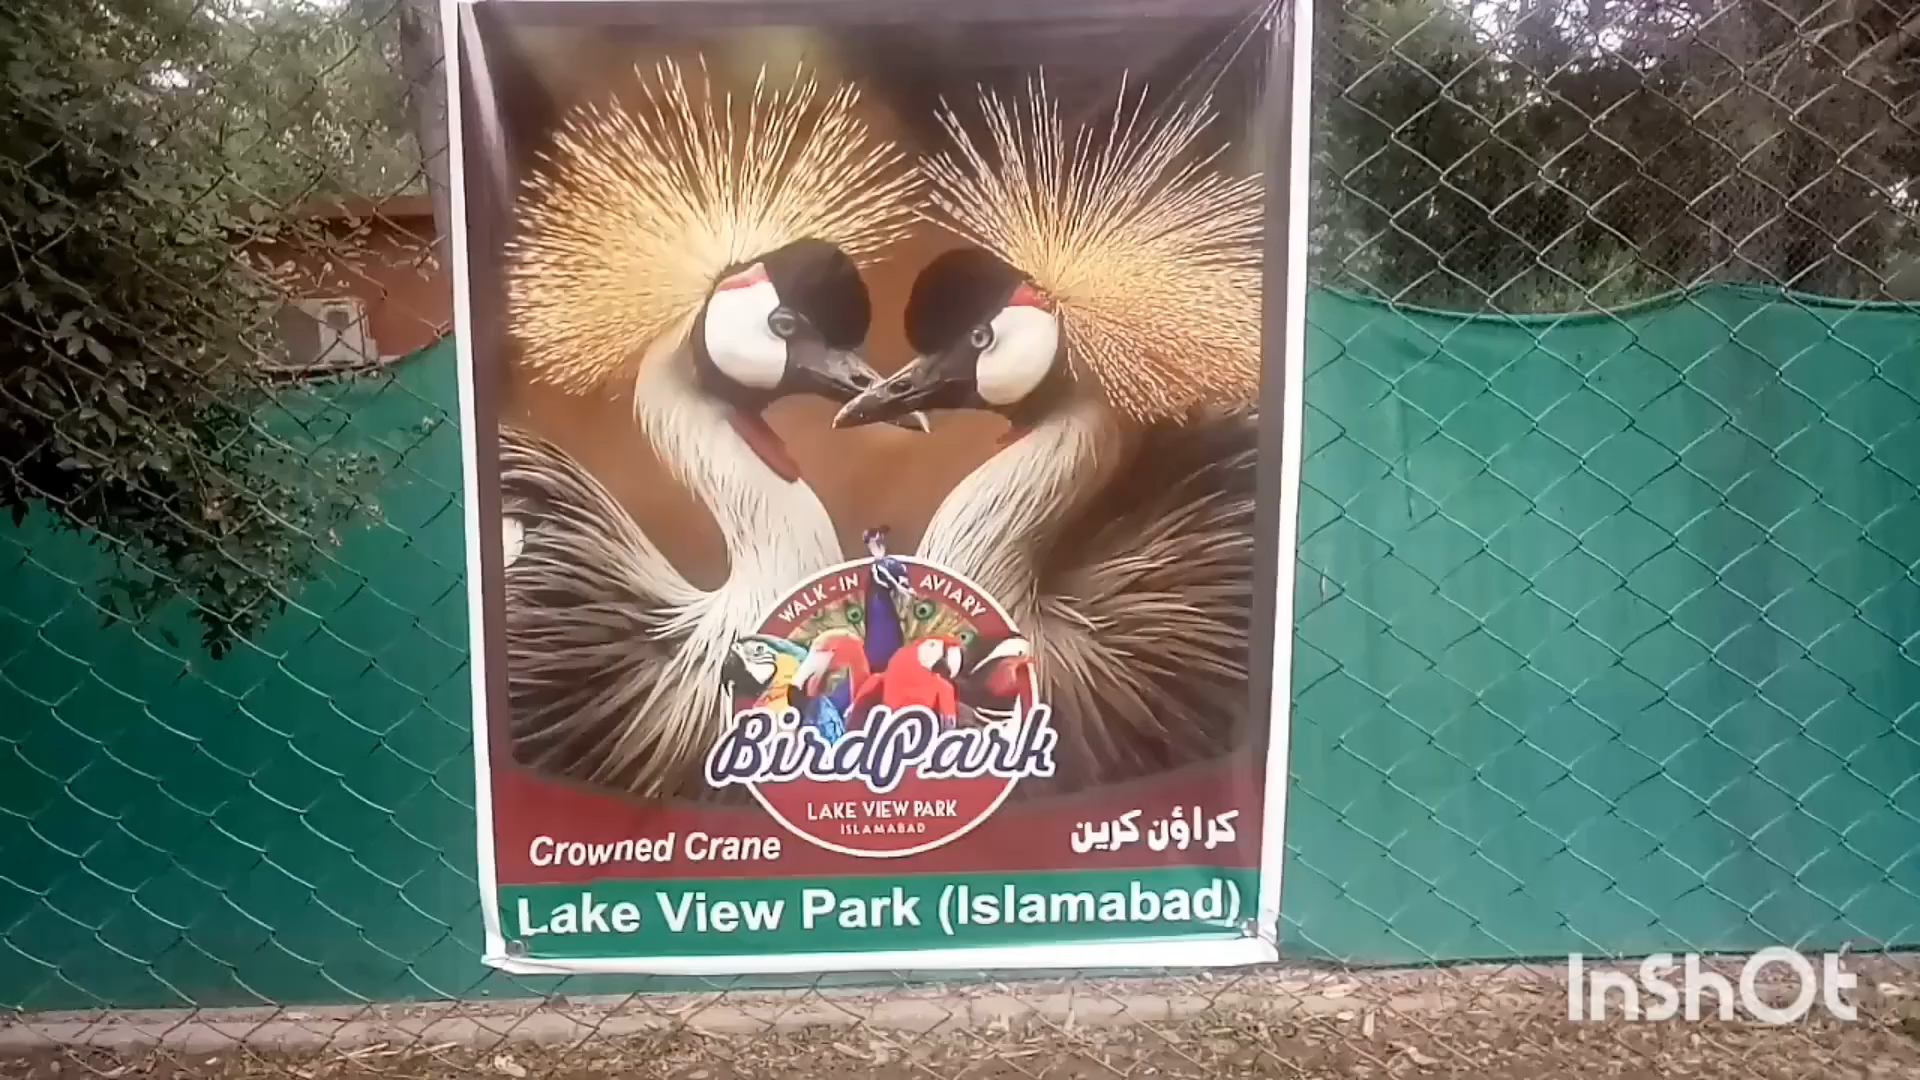 WALK-IN AVIARY
BirdPark
LAKE VIEW PARK
ISLAMABAD
Crowned Crane
کراؤن کرین
Lake View Park (Islamabad)
InShOt